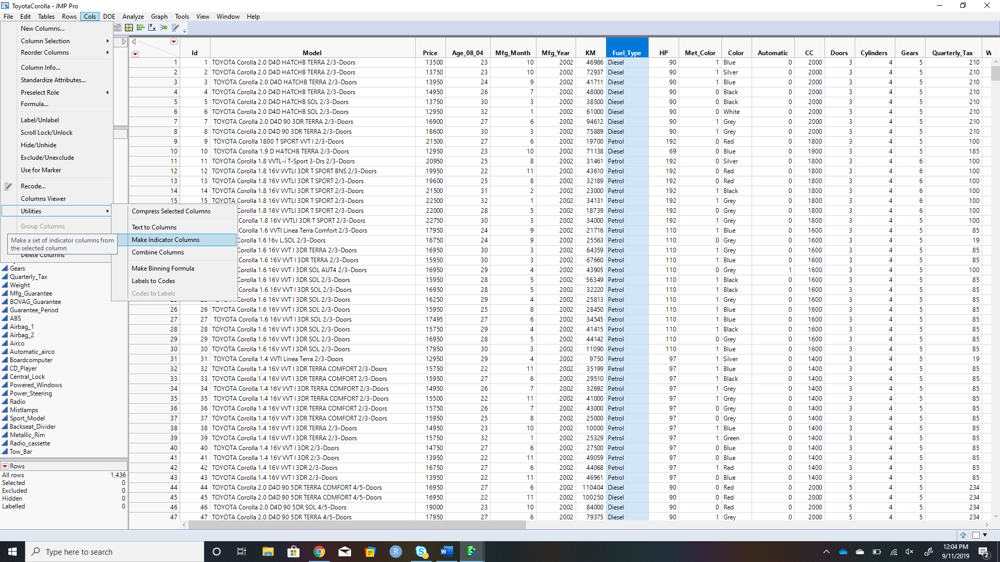 ToyotaCorolla - JMP Pro
File Edit Tables Rows Cols DOE Analyze Graph Tools View Window Help
New Columns...
Column Selection
Reorder Columns
Column Info...
Standardize Attributes...
Preselect Role
Formula...
Label/Unlabel
Scroll Lock/Unlock
Hide/Unhide
Exclude/Unexclude
Use for Marker
Recode...
Columns Viewer
Utilities
Group Columns
Make a set of indicator columns from
the selected column
Delete Columns
Compress Selected Columns
Text to Columns
Make Indicator Columns
Combine Columns
Make Binning Formula
Labels to Codes
Codes to Labels
Gears
Quarterly_Tax
Weight
Mfg_Guarantee
BOVAG_Guarantee
Guarantee_Period
ABS
Airbag_1
Airbag_2
Airco
Automatic_airco
Boardcomputer
CD_Player
Central_Lock
Powered_Windows
Power_Steering
Radio
Mistlamps
Sport_Model
Backseat_Divider
Metallic_Rim
Radio_cassette
Tow_Bar
Rows
All rows 1,436
Selected 0
Excluded 0
Hidden 0
Labelled 0
Id Model Price Age_08_04 Mfg_Month Mfg_Year KM Fuel_Type HP Met_Color Color Automatic CC Doors Cylinders Gears Quarterly_Tax W
1 1 TOYOTA Corolla 2.0 D4D HATCHB TERRA 2/3-Doors 13500 23 10 2002 46986 Diesel 90 1 Blue 0 2000 3 4 5 210
2 2 TOYOTA Corolla 2.0 D4D HATCHB TERRA 2/3-Doors 13750 23 10 2002 72937 Diesel 90 1 Silver 0 2000 3 4 5 210
3 3 TOYOTA Corolla 2.0 D4D HATCHB TERRA 2/3-Doors 13950 24 9 2002 41711 Diesel 90 1 Blue 0 2000 3 4 5 210
4 4 TOYOTA Corolla 2.0 D4D HATCHB TERRA 2/3-Doors 14950 26 7 2002 48000 Diesel 90 0 Black 0 2000 3 4 5 210
5 5 TOYOTA Corolla 2.0 D4D HATCHB SOL 2/3-Doors 13750 30 3 2002 38500 Diesel 90 0 Black 0 2000 3 4 5 210
6 6 TOYOTA Corolla 2.0 D4D HATCHB SOL 2/3-Doors 12950 32 1 2002 61000 Diesel 90 0 White 0 2000 3 4 5 210
7 7 TOYOTA Corolla 2.0 D4D 90 3DR TERRA 2/3-Doors 16900 27 6 2002 94612 Diesel 90 1 Grey 0 2000 3 4 5 210
8 8 TOYOTA Corolla 2.0 D4D 90 3DR TERRA 2/3-Doors 18600 30 3 2002 75889 Diesel 90 1 Grey 0 2000 3 4 5 210
9 9 TOYOTA Corolla 1800 T SPORT VVT I 2/3-Doors 21500 27 6 2002 19700 Petrol 192 0 Red 0 1800 3 4 5 100
10 10 TOYOTA Corolla 1.9 D HATCHB TERRA 2/3-Doors 12950 23 10 2002 71138 Diesel 69 0 Blue 0 1900 3 4 5 185
11 11 TOYOTA Corolla 1.8 VVTL-i T-Sport 3-Drs 2/3-Doors 20950 25 8 2002 31461 Petrol 192 0 Silver 0 1800 3 4 6 100
12 12 TOYOTA Corolla 1.8 16V VVTLI 3DR T SPORT BNS 2/3-Doors 19950 22 11 2002 43610 Petrol 192 0 Red 0 1800 3 4 6 100
13 13 TOYOTA Corolla 1.8 16V VVTLI 3DR T SPORT 2/3-Doors 19600 25 8 2002 32189 Petrol 192 0 Red 0 1800 3 4 6 100
14 14 TOYOTA Corolla 1.8 16V VVTLI 3DR T SPORT 2/3-Doors 21500 31 2 2002 23000 Petrol 192 1 Black 0 1800 3 4 6 100
15 15 TOYOTA Corolla 1.8 16V VVTLI 3DR T SPORT 2/3-Doors 22500 32 1 2002 34131 Petrol 192 1 Grey 0 1800 3 4 6 100
Corolla 1.8 16V VVTLI 3DR T SPORT 2/3-Doors 22000 28 5 2002 18739 Petrol 192 0 Grey 0 1800 3 4 6 100
Corolla 1.8 16V VVTLI 3DR T SPORT 2/3-Doors 22750 30 3 2002 34000 Petrol 192 1 Grey 0 1800 3 4 5 100
Corolla 1.6 VVTI Linea Terra Comfort 2/3-Doors 17950 24 9 2002 21716 Petrol 110 1 Blue 0 1600 3 4 5 85
Corolla 1.6 16v L.SOL 2/3-Doors 16750 24 9 2002 25563 Petrol 110 0 Grey 0 1600 3 4 5 19
Corolla 1.6 16V VVT I 3DR TERRA 2/3-Doors 16950 30 3 2002 64359 Petrol 110 1 Grey 0 1600 3 4 5 85
Corolla 1.6 16V VVT I 3DR TERRA 2/3-Doors 15950 30 3 2002 67660 Petrol 110 1 Blue 0 1600 3 4 5 85
Corolla 1.6 16V VVT I 3DR SOL AUT4 2/3-Doors 16950 29 4 2002 43905 Petrol 110 0 Grey 1 1600 3 4 5 100
Corolla 1.6 16V VVT I 3DR SOL 2/3-Doors 15950 28 5 2002 56349 Petrol 110 1 Black 0 1600 3 4 5 85
Corolla 1.6 16V VVT I 3DR SOL 2/3-Doors 16950 28 5 2002 32220 Petrol 110 1 Black 0 1600 3 4 5 85
Corolla 1.6 16V VVT I 3DR SOL 2/3-Doors 16250 29 4 2002 25813 Petrol 110 1 Grey 0 1600 3 4 5 85
26 26 TOYOTA Corolla 1.6 16V VVT I 3DR SOL 2/3-Doors 15950 25 8 2002 28450 Petrol 110 1 Blue 0 1600 3 4 5 85
27 27 TOYOTA Corolla 1.6 16V VVT I 3DR SOL 2/3-Doors 17495 27 6 2002 34545 Petrol 110 1 Blue 0 1600 3 4 5 85
28 28 TOYOTA Corolla 1.6 16V VVT I 3DR SOL 2/3-Doors 15750 29 4 2002 41415 Petrol 110 1 Black 0 1600 3 4 5 85
29 29 TOYOTA Corolla 1.6 16V VVT I 3DR SOL 2/3-Doors 16950 28 5 2002 44142 Petrol 110 0 Grey 0 1600 3 4 5 85
30 30 TOYOTA Corolla 1.6 16V VVT I 3DR SOL 2/3-Doors 17950 30 3 2002 11090 Petrol 110 1 Blue 0 1600 3 4 5 85
31 31 TOYOTA Corolla 1.4 VVTI Linea Terra 2/3-Doors 12950 29 4 2002 9750 Petrol 97 1 Silver 0 1400 3 4 5 19
32 32 TOYOTA Corolla 1.4 16V VVT I 3DR TERRA COMFORT 2/3-Doors 15750 22 11 2002 35199 Petrol 97 1 Blue 0 1400 3 4 5 85
33 33 TOYOTA Corolla 1.4 16V VVT I 3DR TERRA COMFORT 2/3-Doors 15950 27 6 2002 29510 Petrol 97 1 Black 0 1400 3 4 5 85
34 34 TOYOTA Corolla 1.4 16V VVT I 3DR TERRA COMFORT 2/3-Doors 14950 26 7 2002 32692 Petrol 97 1 Grey 0 1400 3 4 5 85
35 35 TOYOTA Corolla 1.4 16V VVT I 3DR TERRA COMFORT 2/3-Doors 15500 22 11 2002 41000 Petrol 97 1 Grey 0 1400 3 4 5 85
36 36 TOYOTA Corolla 1.4 16V VVT I 3DR TERRA COMFORT 2/3-Doors 15750 26 7 2002 43000 Petrol 97 0 Grey 0 1400 3 4 5 85
37 37 TOYOTA Corolla 1.4 16V VVT I 3DR TERRA COMFORT 2/3-Doors 15950 25 8 2002 25000 Petrol 97 0 Grey 0 1400 3 4 5 85
38 38 TOYOTA Corolla 1.4 16V VVT I 3DR TERRA 2/3-Doors 14950 23 10 2002 10000 Petrol 97 1 Blue 0 1400 3 4 5 85
39 39 TOYOTA Corolla 1.4 16V VVT I 3DR TERRA 2/3-Doors 15750 32 1 2002 25329 Petrol 97 1 Green 0 1400 3 4 5 85
40 40 TOYOTA Corolla 1.4 16V VVT I 3DR 2/3-Doors 14750 27 6 2002 27500 Petrol 97 0 Blue 0 1400 3 4 5 85
41 41 TOYOTA Corolla 1.4 16V VVT I 3DR 2/3-Doors 13950 22 11 2002 49059 Petrol 97 0 Blue 0 1400 3 4 5 85
42 42 TOYOTA Corolla 1.4 16V VVT I 3DR 2/3-Doors 16750 27 6 2002 44068 Petrol 97 1 Red 0 1400 3 4 5 85
43 43 TOYOTA Corolla 1.4 16V VVT I 3DR 2/3-Doors 13950 22 11 2002 46961 Petrol 97 0 Blue 0 1400 3 4 5 85
44 44 TOYOTA Corolla 2.0 D4D 90 5DR TERRA COMFORT 4/5-Doors 16950 27 6 2002 110404 Diesel 90 0 Red 0 2000 5 4 5 234
45 45 TOYOTA Corolla 2.0 D4D 90 5DR TERRA COMFORT 4/5-Doors 16950 22 11 2002 100250 Diesel 90 0 Red 0 2000 5 4 5 234
46 46 TOYOTA Corolla 2.0 D4D 90 5DR SOL 4/5-Doors 19000 23 10 2002 84000 Diesel 90 0 Red 0 2000 5 4 5 234
47 47 TOYOTA Corolla 2.0 D4D 90 5DR TERRA 4/5-Doors 17950 27 6 2002 79375 Diesel 90 1 Grey 0 2000 5 4 5 234
Type here to search
12:04 PM
9/11/2019
2